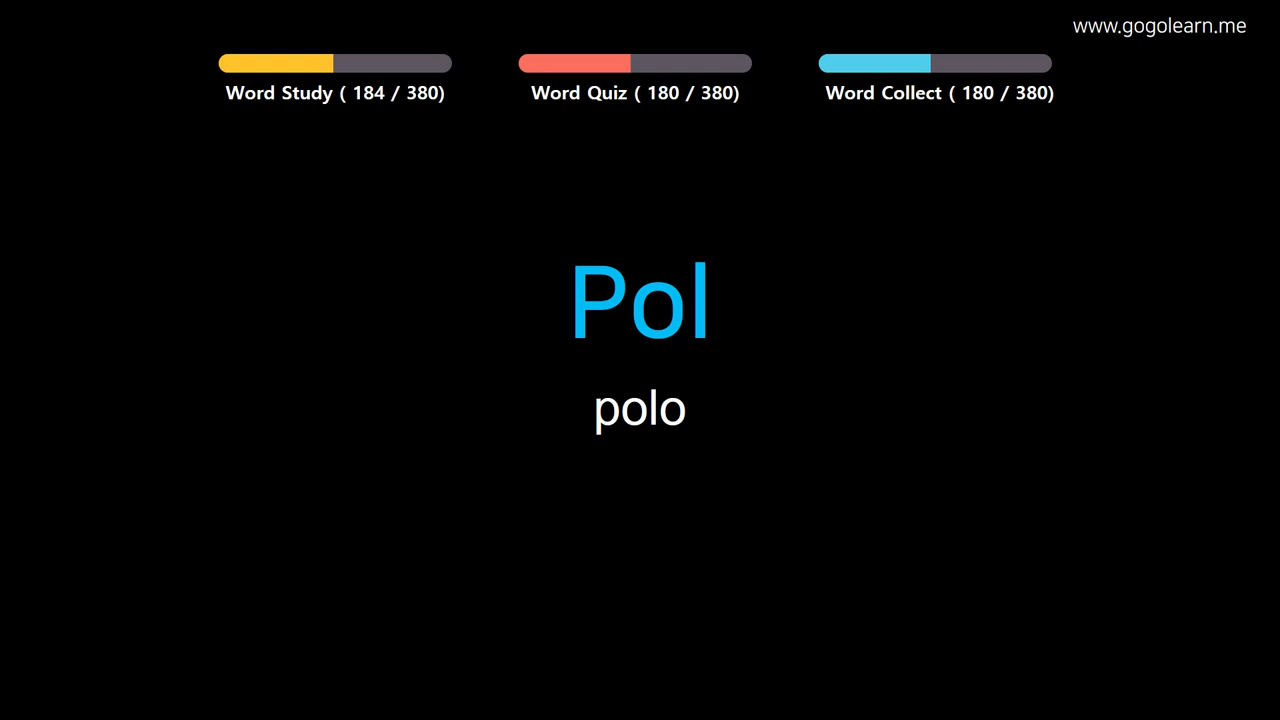 www.gogolearn.me
Word Study ( 184 / 380)
Word Quiz ( 180 / 380)
Word Collect ( 180 / 380)
Pol
polo